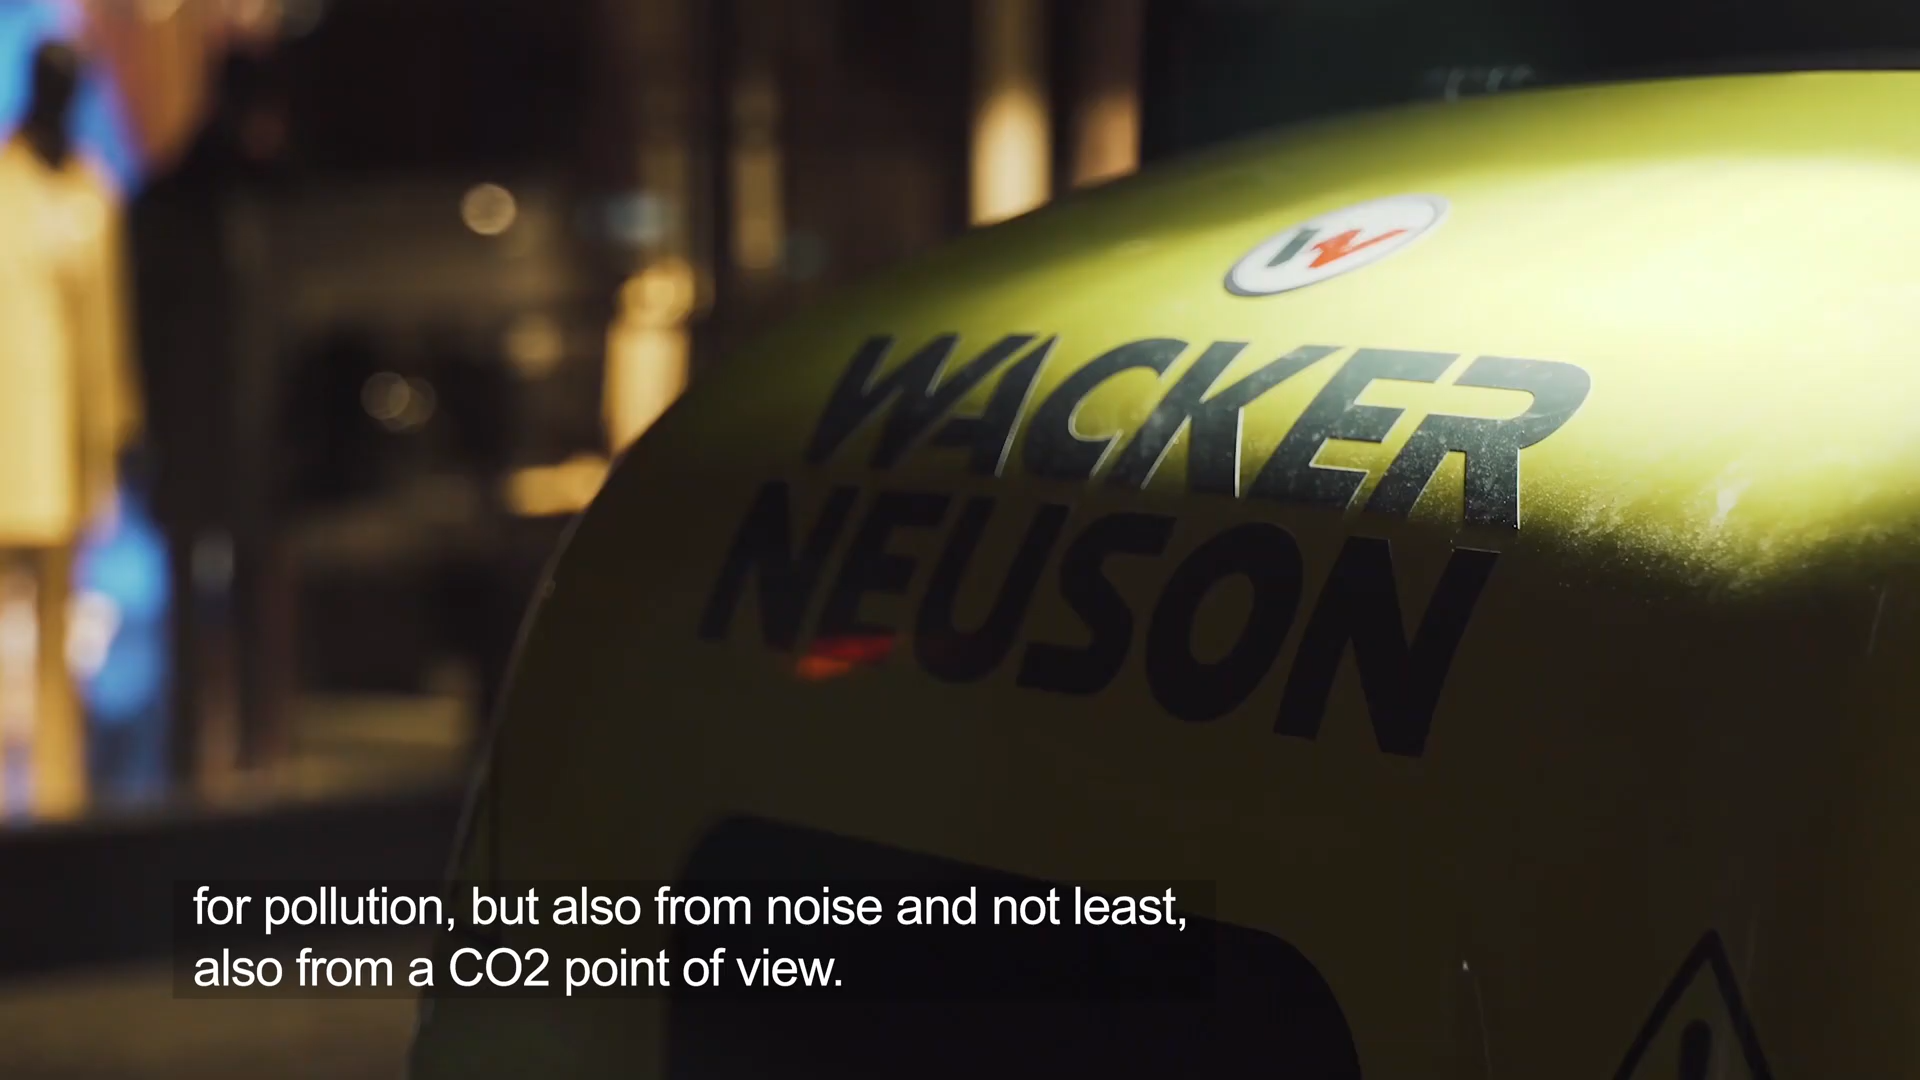 WACKER
NEUSON
for pollution, but also from noise and not least,
also from a CO2 point of view.